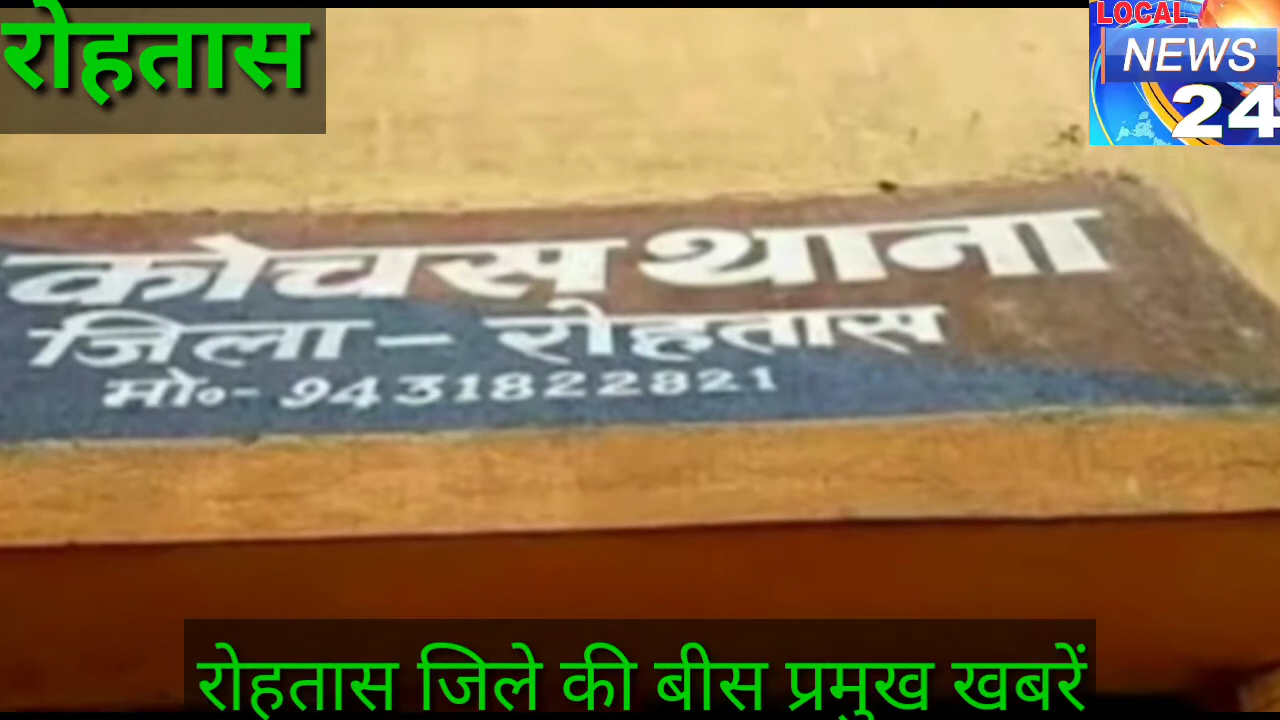 रोहतास
LOCAL
NEWS
24
कोचस थाना
जिला - रोहतास
मो०- 9431822821
रोहतास जिले की बीस प्रमुख खबरें